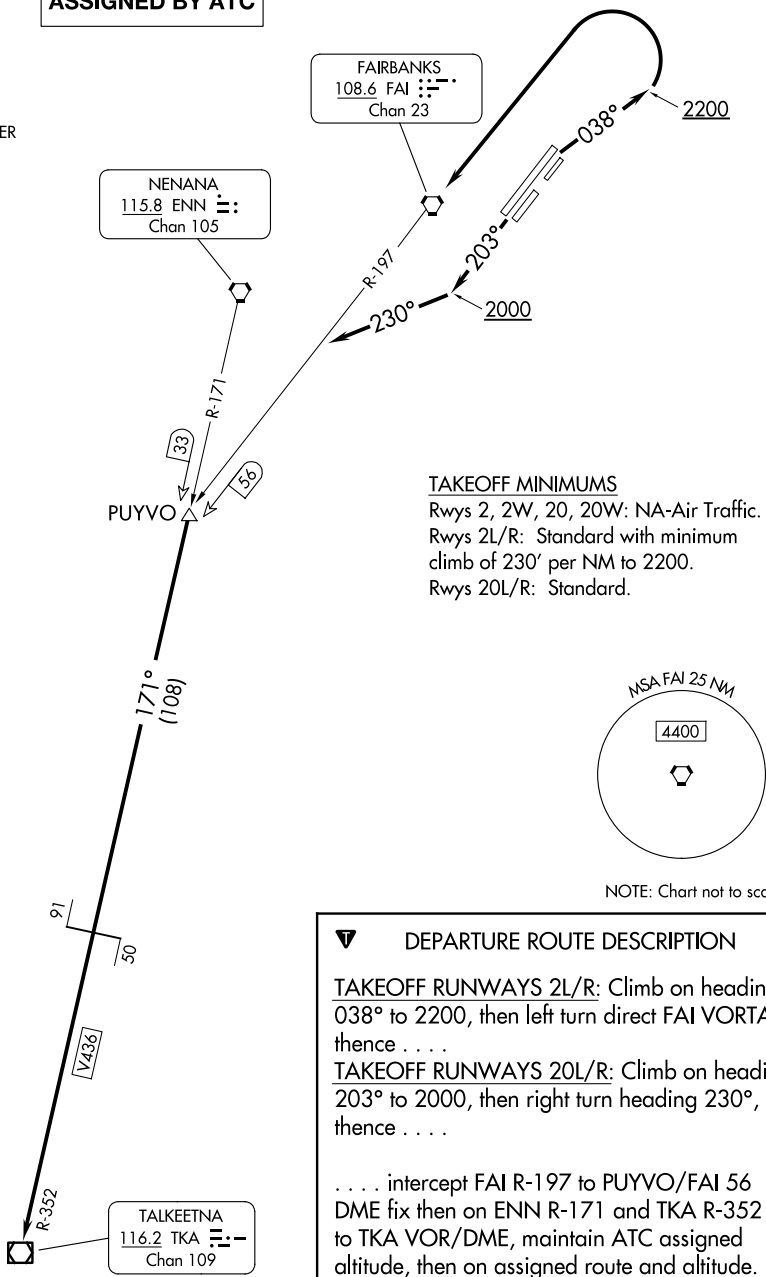 ASSIGNED BY ATC
ER
FAIRBANKS
108.6 FAI
Chan 23
2200
038°
NENANA
115.8 ENN
Chan 105
203°
R-197
230°
2000
R-171
33
56
PUYVO
TAKEOFF MINIMUMS
Rwys 2, 2W, 20, 20W: NA-Air Traffic.
Rwys 2L/R: Standard with minimum
climb of 230' per NM to 2200.
Rwys 20L/R: Standard.
171°
(108)
MSA FAI 25 NM
4400
NOTE: Chart not to sca
91
50
V436
R-352
TALKEETNA
116.2 TKA
Chan 109
T
DEPARTURE ROUTE DESCRIPTION
TAKEOFF RUNWAYS 2L/R: Climb on headin
038° to 2200, then left turn direct FAI VORTA
thence . . . .
TAKEOFF RUNWAYS 20L/R: Climb on headi
203° to 2000, then right turn heading 230°,
thence . . . .
. . . . intercept FAI R-197 to PUYVO/FAI 56
DME fix then on ENN R-171 and TKA R-352
to TKA VOR/DME, maintain ATC assigned
altitude, then on assigned route and altitude.